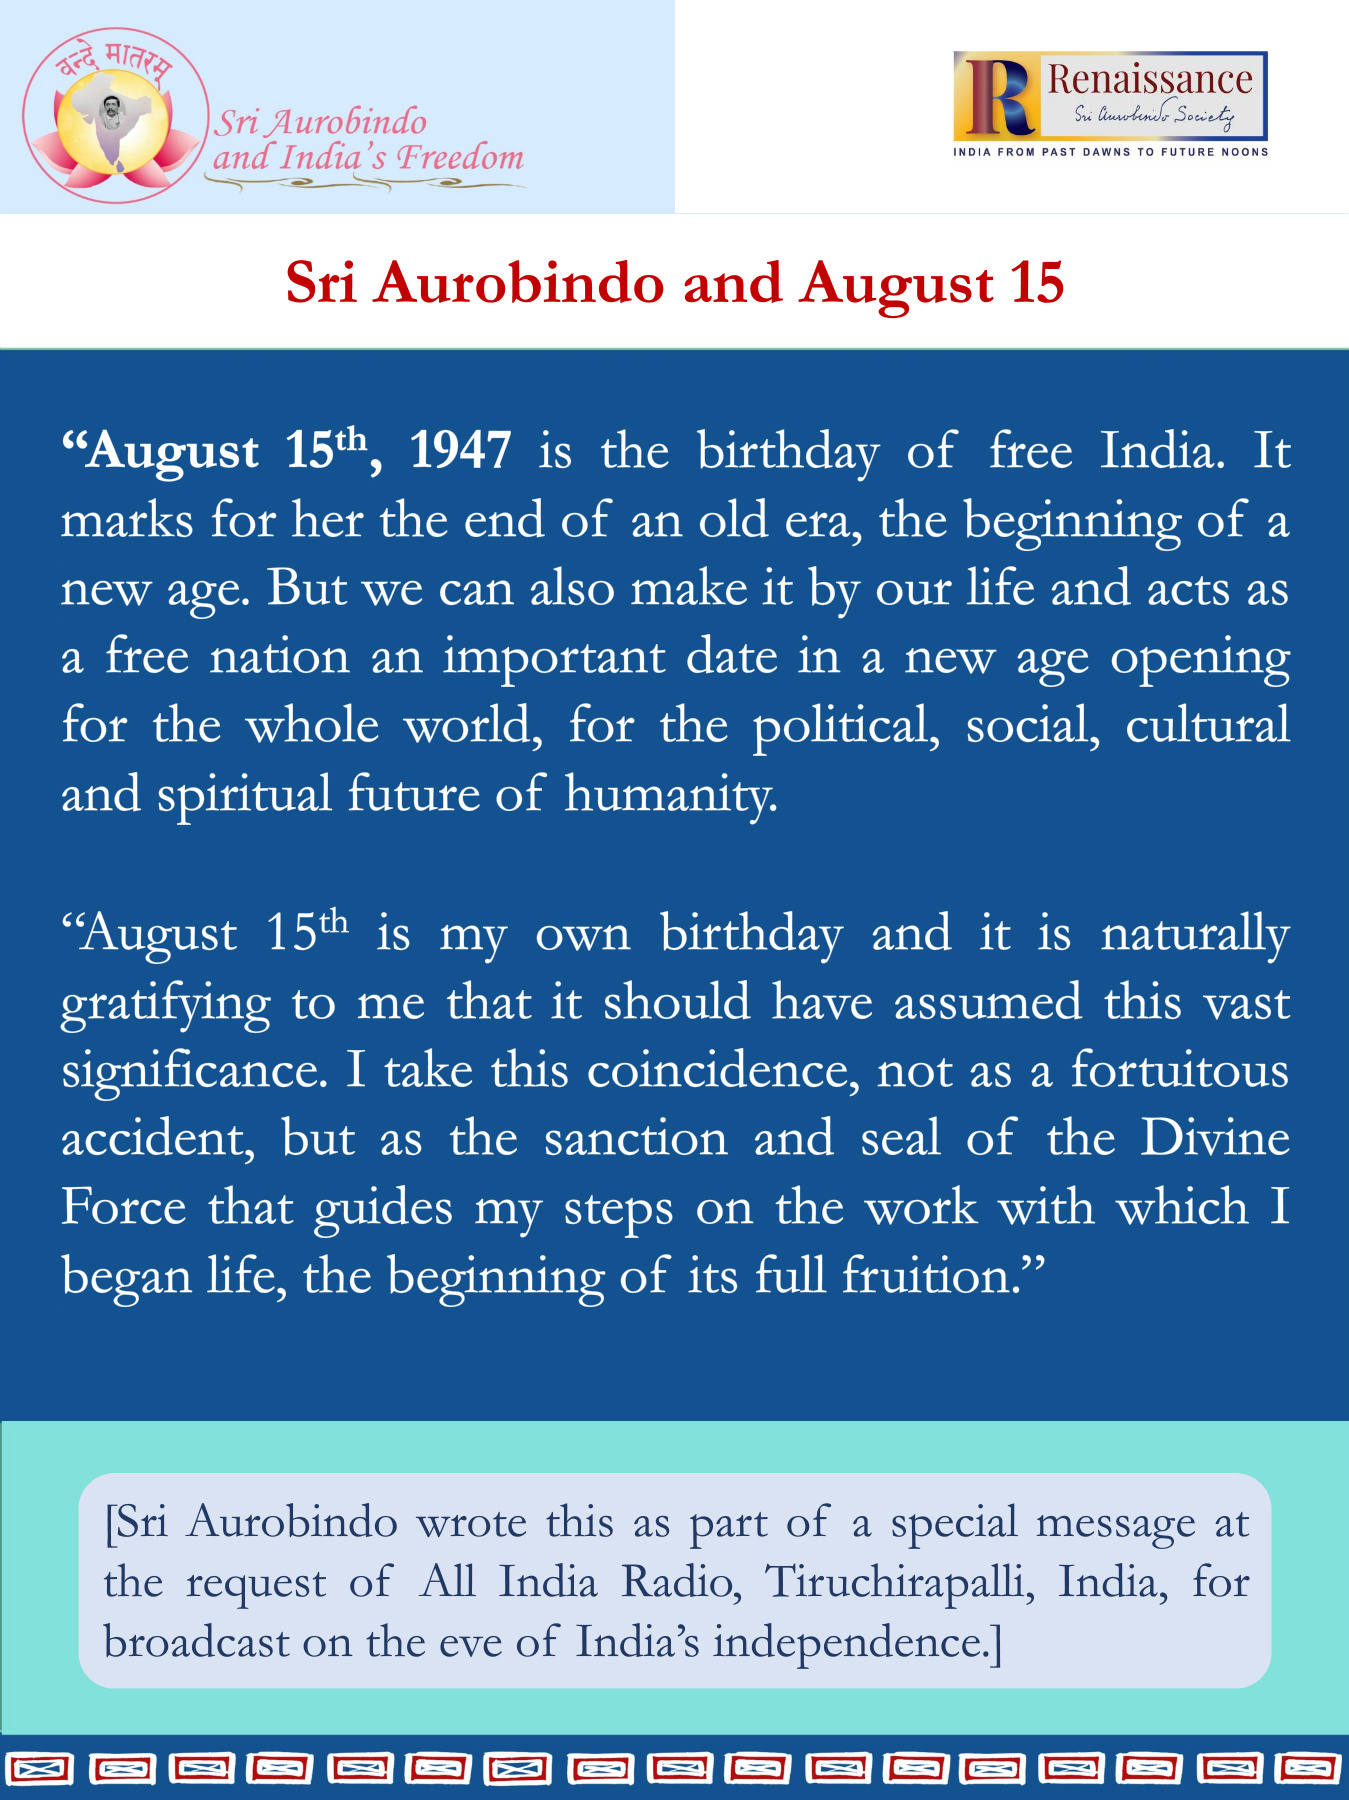 वन्दे मातरम्
Sri Aurobindo
and India's Freedom
R Renaissance
Sri Aurobindo Society
INDIA FROM PAST DAWNS TO FUTURE NOONS
Sri Aurobindo and August 15
“August 15th, 1947 is the birthday of free India. It
marks for her the end of an old era, the beginning of a
new age. But we can also make it by our life and acts as
a free nation an important date in a new age opening
for the whole world, for the political, social, cultural
and spiritual future of humanity.
“August 15th is my own birthday and it is naturally
gratifying to me that it should have assumed this vast
significance. I take this coincidence, not as a fortuitous
accident, but as the sanction and seal of the Divine
Force that guides my steps on the work with which I
began life, the beginning of its full fruition.”
[Sri Aurobindo wrote this as part of a special message at
the request of All India Radio, Tiruchirapalli, India, for
broadcast on the eve of India’s independence.]